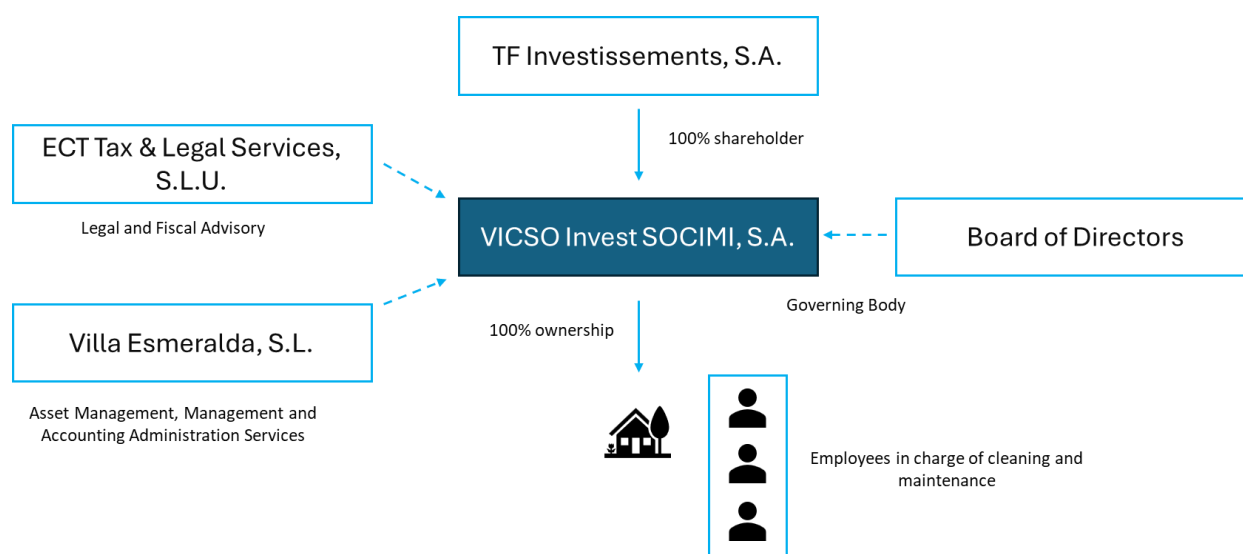 TF Investissements, S.A.
100% shareholder
ECT Tax & Legal Services,
S.L.U.
Legal and Fiscal Advisory
VICSO Invest SOCIMI, S.A.
Board of Directors
Governing Body
Villa Esmeralda, S.L.
Asset Management, Management and
Accounting Administration Services
100% ownership
Employees in charge of cleaning and
maintenance